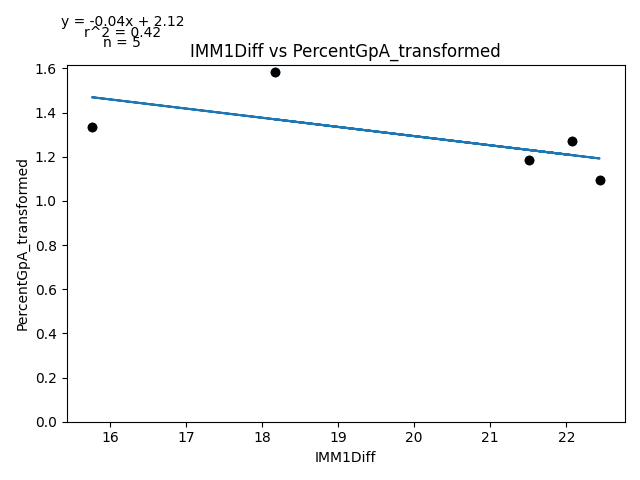 y = -0.04x + 2.12
r^2 = 0.42
n = 5
IMM1Diff vs PercentGpA_transformed
1.6
1.4
1.2
1.0
0.8
0.6
0.4
0.2
0.0
PercentGpA_transformed
16 17 18 19 20 21 22
IMM1Diff